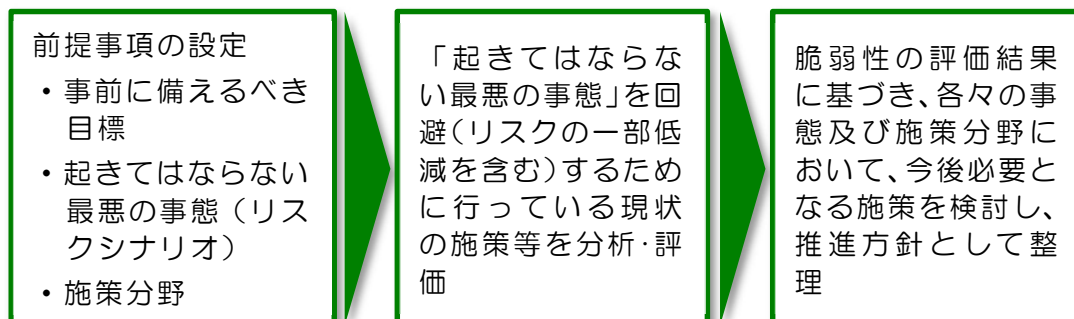 前提事項の設定
・事前に備えるべき
目標
・起きてはならない
最悪の事態（リス
クシナリオ）
・施策分野
「起きてはならな
い最悪の事態」を回
避（リスクの一部低
減を含む）するため
に行っている現状
の施策等を分析・評
価
脆弱性の評価結果
に基づき、各々の事
態及び施策分野に
おいて、今後必要と
なる施策を検討し、
推進方針として整
理